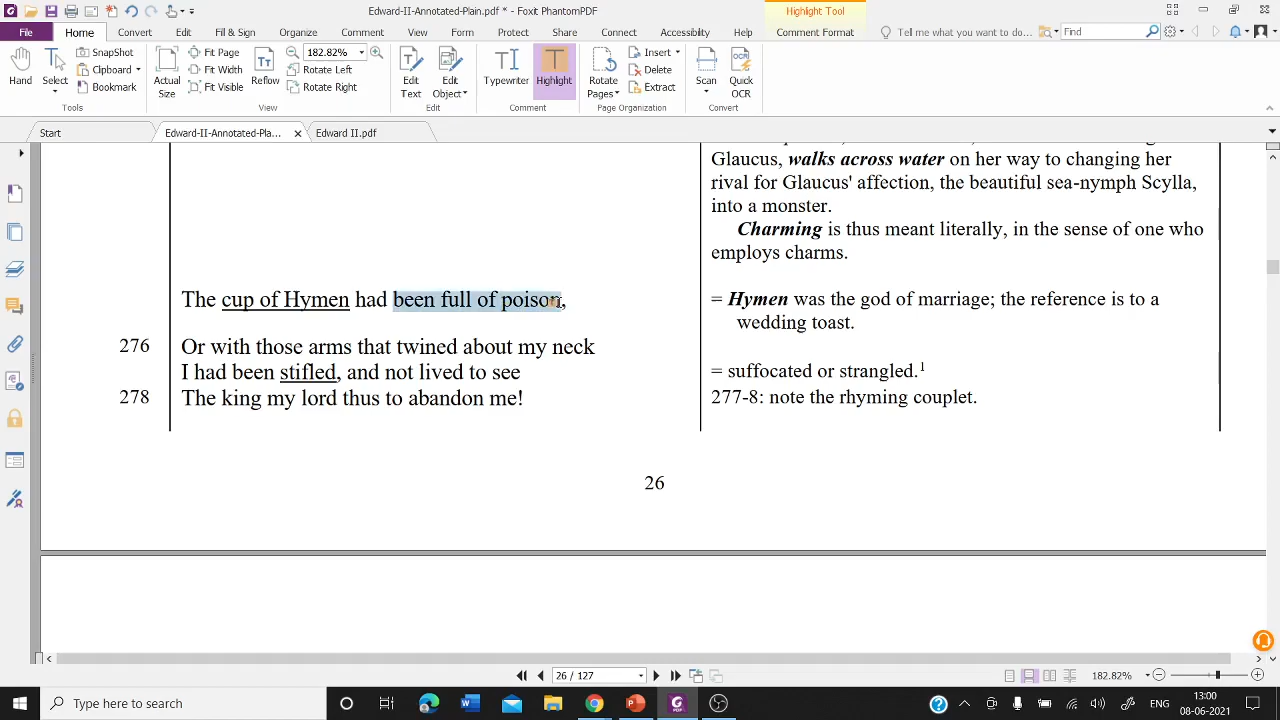 Edward-II-Annotated-Plain.pdf * - Foxit PhantomPDF
Highlight Tool
File
Home
Convert
Edit
Fill & Sign
Organize
Comment
View
Form
Protect
Share
Connect
Accessibility
Help
Comment Format
Tell me what you want to do...
Find
Hand
Select
SnapShot
Clipboard
Bookmark
Tools
Actual
Size
Fit Page
Fit Width
Fit Visible
Reflow
182.82%
Rotate Left
Rotate Right
View
Edit
Text
Edit
Object
Edit
Typewriter
Highlight
Comment
Rotate
Pages
Insert
Delete
Extract
Page Organization
Scan
Quick
OCR
Convert
Start
Edward-II-Annotated-Pla...
Edward II.pdf
Glaucus, walks across water on her way to changing her
rival for Glaucus' affection, the beautiful sea-nymph Scylla,
into a monster.
Charming is thus meant literally, in the sense of one who
employs charms.
The cup of Hymen had been full of poison,
= Hymen was the god of marriage; the reference is to a
wedding toast.
276 Or with those arms that twined about my neck
I had been stifled, and not lived to see
= suffocated or strangled.1
278 The king my lord thus to abandon me!
277-8: note the rhyming couplet.
26
26 / 127
182.82%
Type here to search
ENG
13:00
08-06-2021